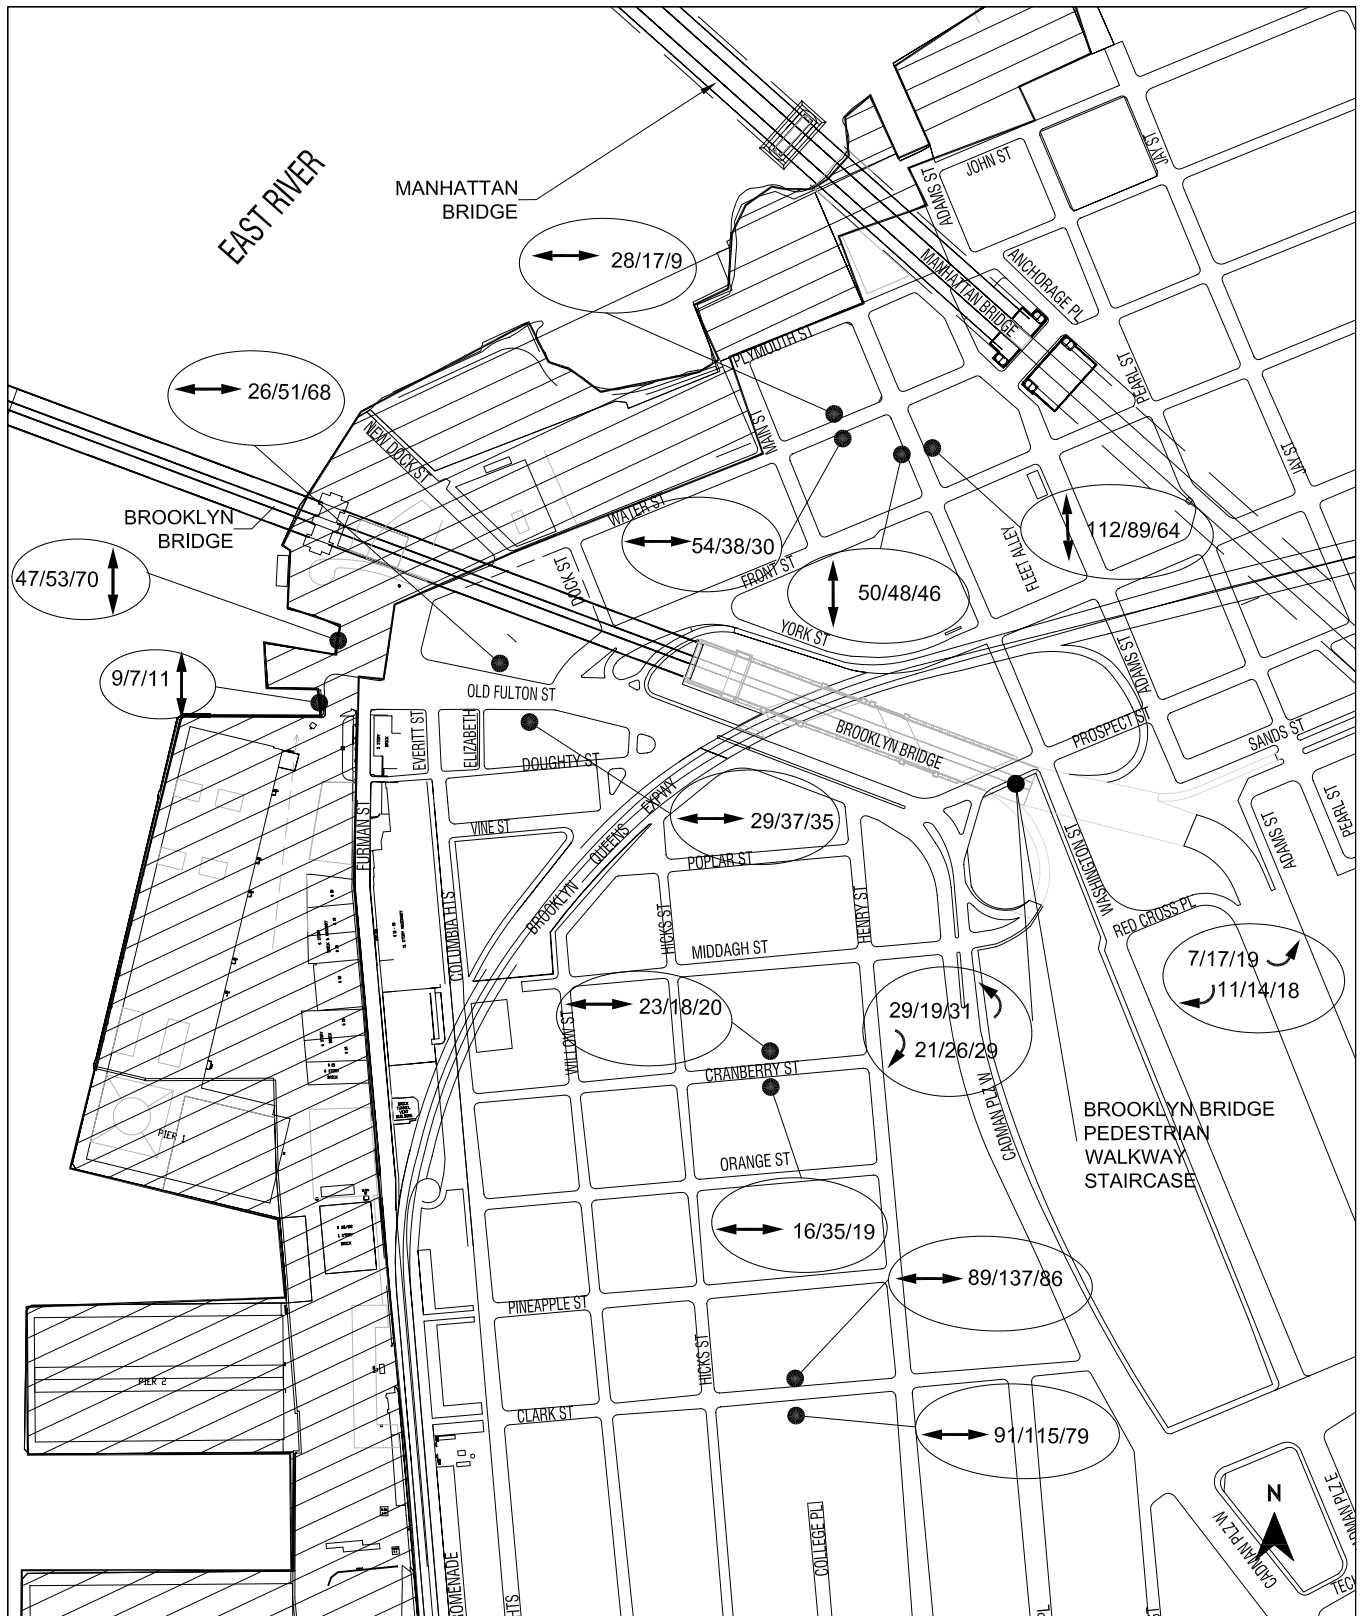 EAST RIVER
MANHATTAN
BRIDGE
28/17/9
JOHN ST
ADAMS ST
JAY ST
ANCHORAGE PL
MANHATTAN BRIDGE
PLYMOUTH ST
PEARL ST
26/51/68
NEW DOCK ST
MAIN ST
JAY ST
BROOKLYN
BRIDGE
WATER ST
54/38/30
112/89/64
FLEET ALLEY
47/53/70
DOCK ST
FRONT ST
50/48/46
YORK ST
9/7/11
OLD FULTON ST
ADAMS ST
PROSPECT ST
SANDS ST
BROOKLYN BRIDGE
EVERITT ST
ELIZABETH
DOUGHTY ST
29/37/35
FURMAN ST
VINE ST
BROOKLYN QUEENS EXPWY
POPLAR ST
ADAMS ST
PEARL ST
WASHINGTON ST
RED CROSS PL
COLUMBIA HTS
HICKS ST
HENRY ST
MIDDAGH ST
7/17/19
11/14/18
23/18/20
29/19/31
21/26/29
WILLOW ST
CRANBERRY ST
CADMAN PLZ W
BROOKLYN BRIDGE
PEDESTRIAN
WALKWAY
STAIRCASE
PIER 1
ORANGE ST
16/35/19
89/137/86
PINEAPPLE ST
HICKS ST
PIER 2
CLARK ST
91/115/79
N
COLLEGE PL
CADMAN PLZ W
DMAN PLZ E
OMENADE
HTS
PL
ST
TECH